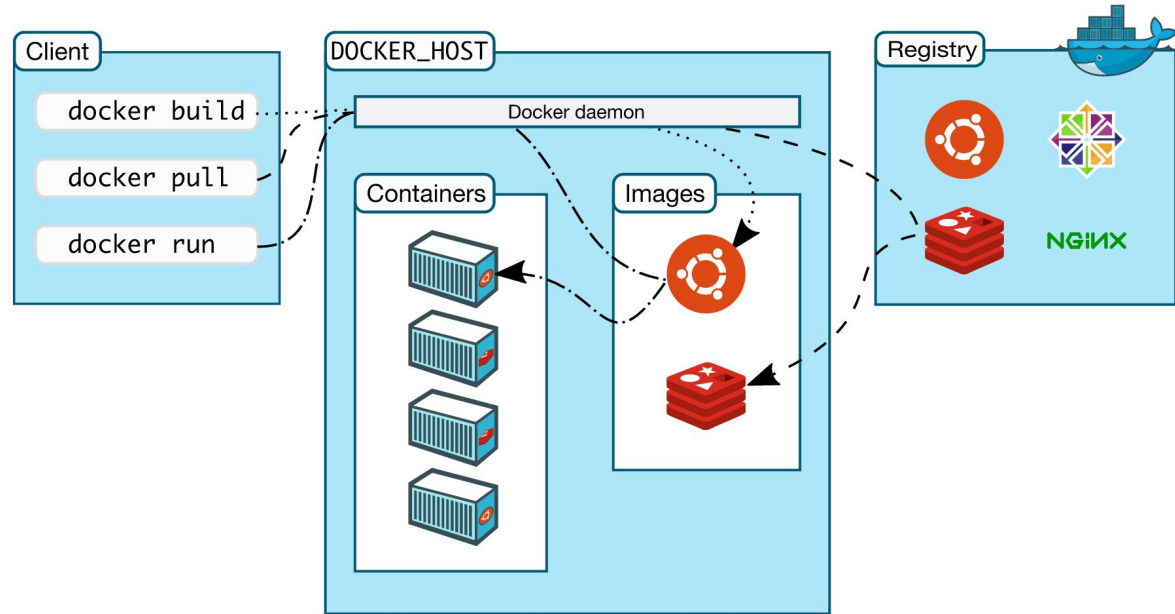 Client
docker build
docker pull
docker run
DOCKER_HOST
Docker daemon
Containers
Images
Registry
NGiNX